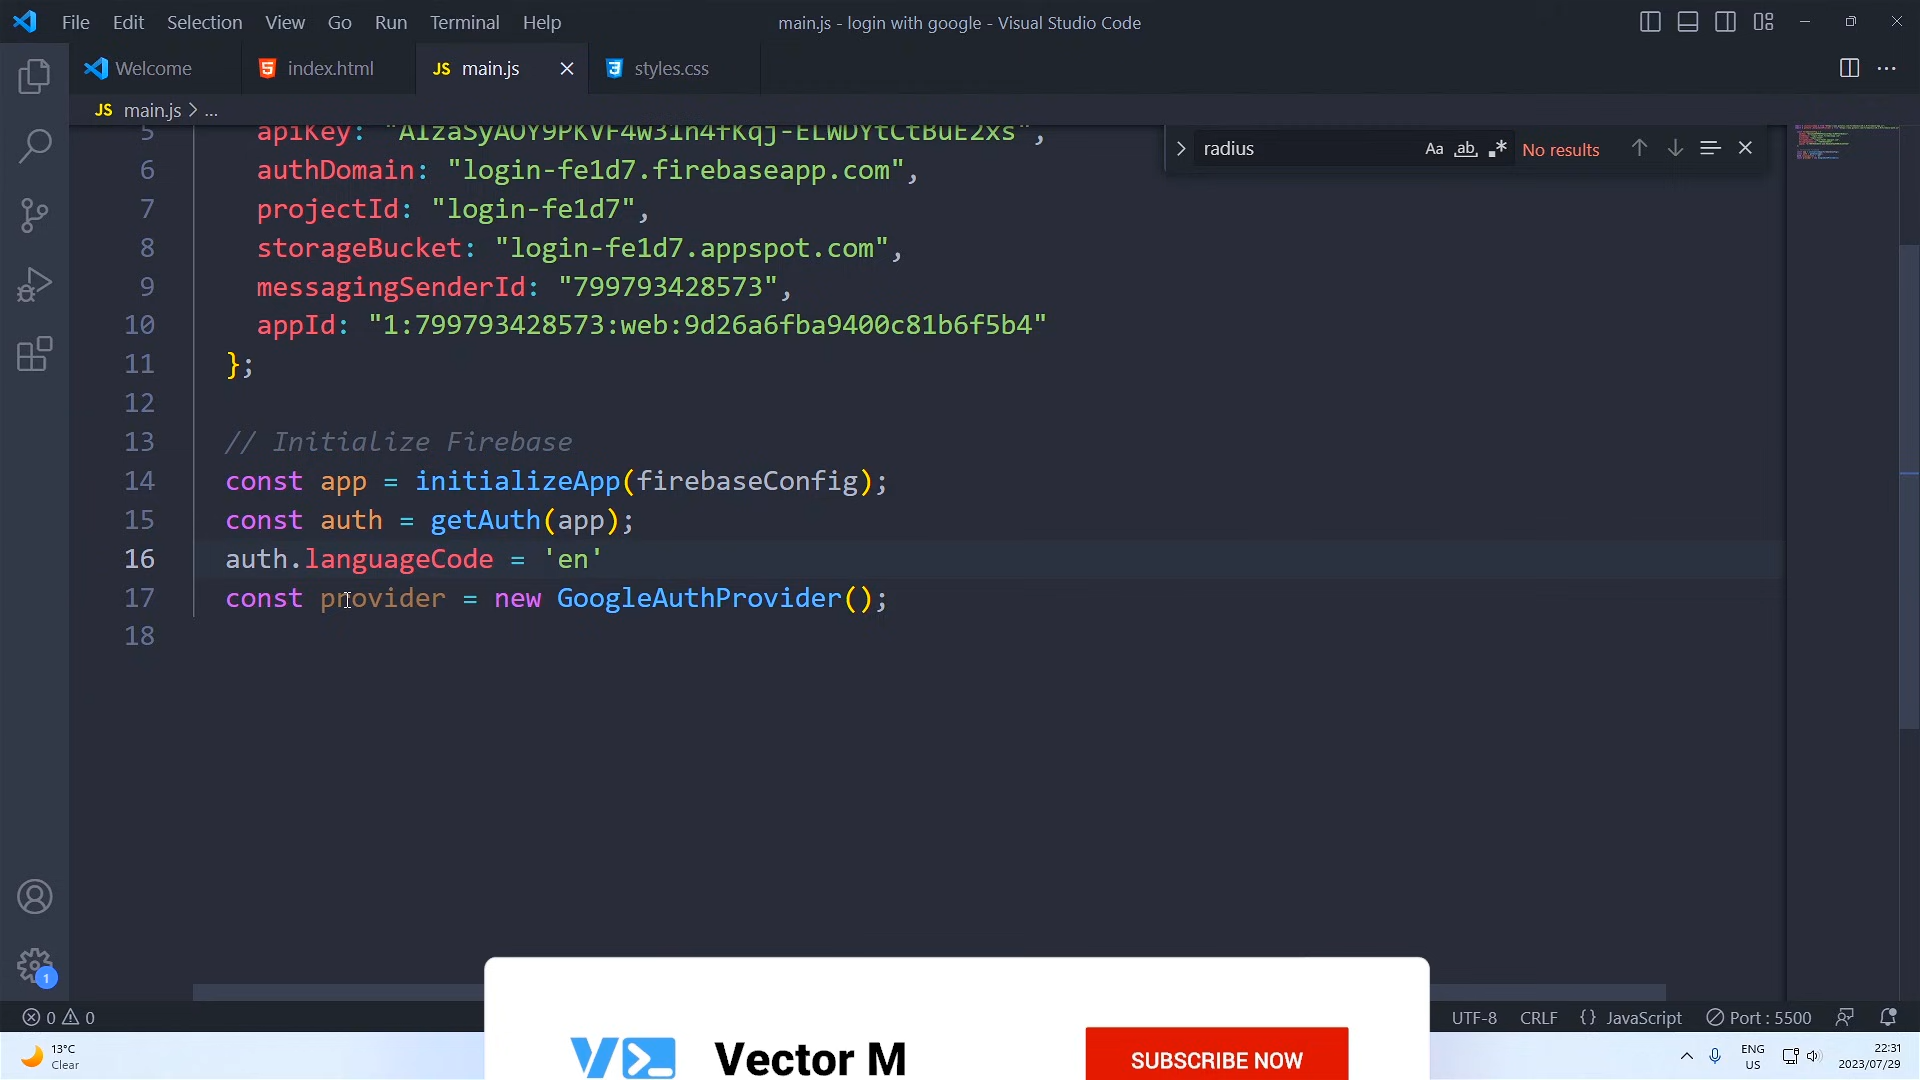 File Edit Selection View Go Run Terminal Help
main.js - login with google - Visual Studio Code
Welcome
index.html
JS main.js
styles.css
JS main.js > ...
radius
Aa ab .*
No results
5 apiKey:
6 authDomain: "login-fe1d7.firebaseapp.com",
7 projectId: "login-fe1d7",
8 storageBucket: "login-fe1d7.appspot.com",
9 messagingSenderId: "799793428573",
10 appId: "1:799793428573:web:9d26a6fba9400c81b6f5b4"
11 };
12
13 // Initialize Firebase
14 const app = initializeApp(firebaseConfig);
15 const auth = getAuth(app);
16 auth.languageCode = 'en'
17 const provider = new GoogleAuthProvider();
18
1
0 0
UTF-8 CRLF {} JavaScript Port : 5500
Vector M
SUBSCRIBE NOW
13°C
Clear
ENG
US
22:31
2023/07/29